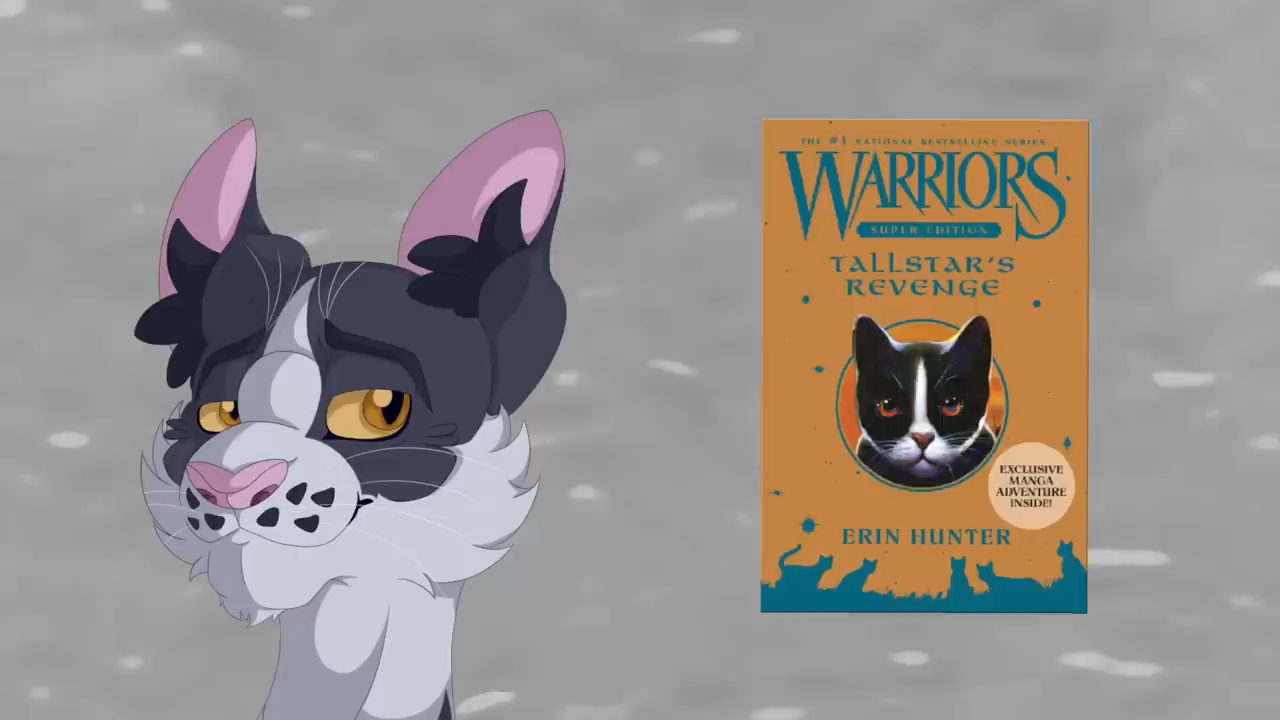 THE #1 NATIONAL BESTSELLING SERIES
WARRIORS
SUPER EDITION
TALLSTAR'S
REVENGE
EXCLUSIVE
MANGA
ADVENTURE
INSIDE!
ERIN HUNTER